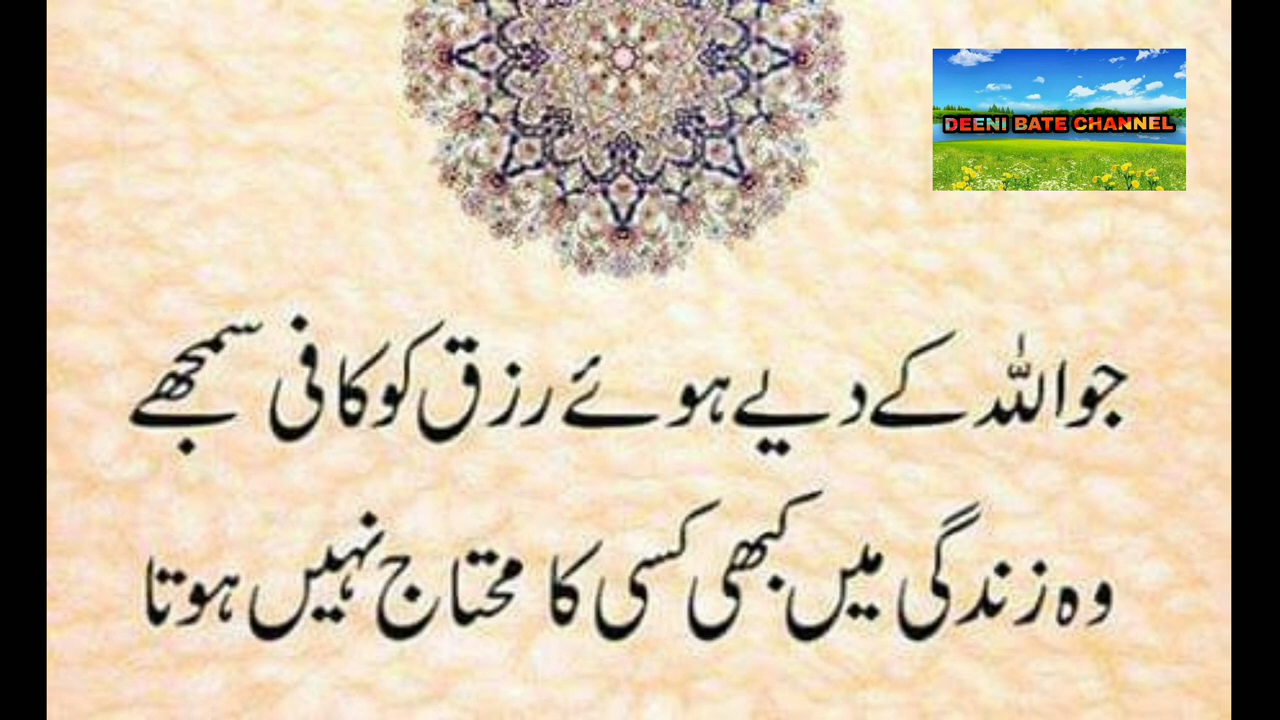 DEENI BATE CHANNEL
جو اللہ کے دیے ہوئے رزق کو کافی سمجھے
وہ زندگی میں کبھی کسی کا محتاج نہیں ہوتا